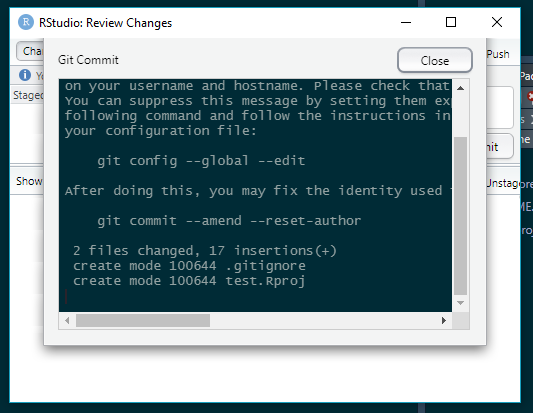 R RStudio: Review Changes
Git Commit
Close
Push
on your username and hostname. Please check that
You can suppress this message by setting them
following command and follow the instructions in
your configuration file:
git config --global --edit
After doing this, you may fix the identity used
git commit --amend --reset-author
2 files changed, 17 insertions(+)
create mode 100644 .gitignore
create mode 100644 test.Rproj
Staged
Show